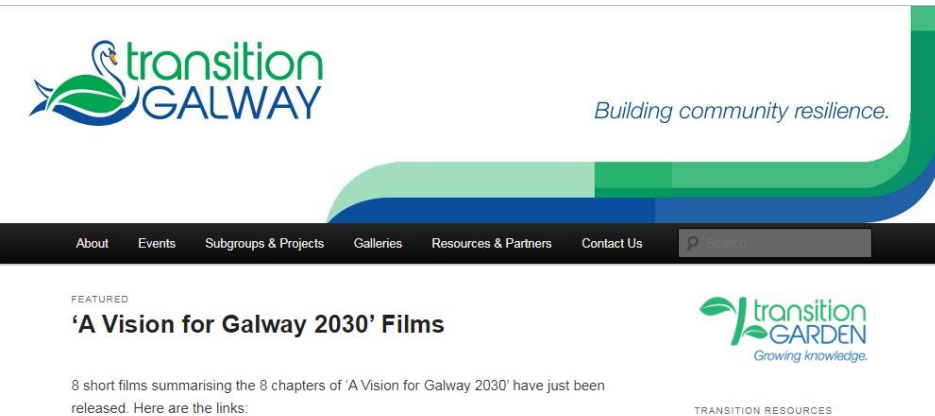 transition
GALWAY
Building community resilience.
About Events Subgroups & Projects Galleries Resources & Partners Contact Us Search
FEATURED
‘A Vision for Galway 2030’ Films
8 short films summarising the 8 chapters of ‘A Vision for Galway 2030’ have just been
released. Here are the links:
transition
GARDEN
Growing knowledge.
TRANSITION RESOURCES